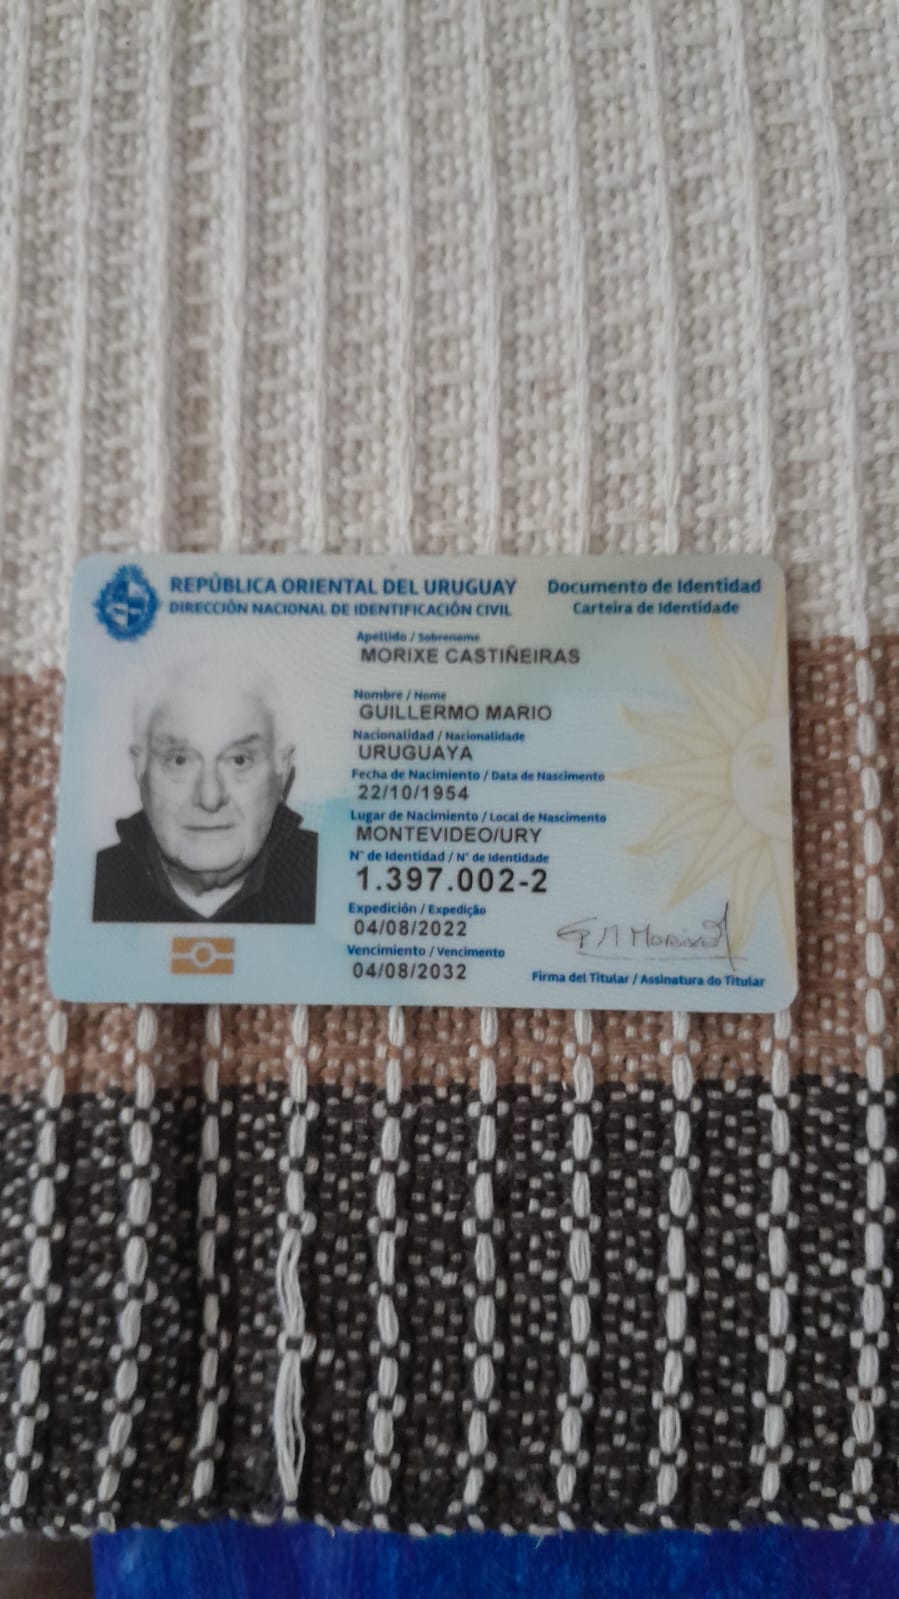 REPÚBLICA ORIENTAL DEL URUGUAY
DIRECCIÓN NACIONAL DE IDENTIFICACIÓN CIVIL
Documento de Identidad
Carteira de Identidade
Apellido / Sobrenome
MORIXE CASTIÑEIRAS
Nombre / Nome
GUILLERMO MARIO
Nacionalidad / Nacionalidade
URUGUAYA
Fecha de Nacimiento / Data de Nascimento
22/10/1954
Lugar de Nacimiento / Local de Nascimento
MONTEVIDEO/URY
N° de Identidad / N° de Identidade
1.397.002-2
Expedición / Expedição
04/08/2022
Vencimiento / Vencimento
04/08/2032
G M Morixe
Firma del Titular / Assinatura do Titular